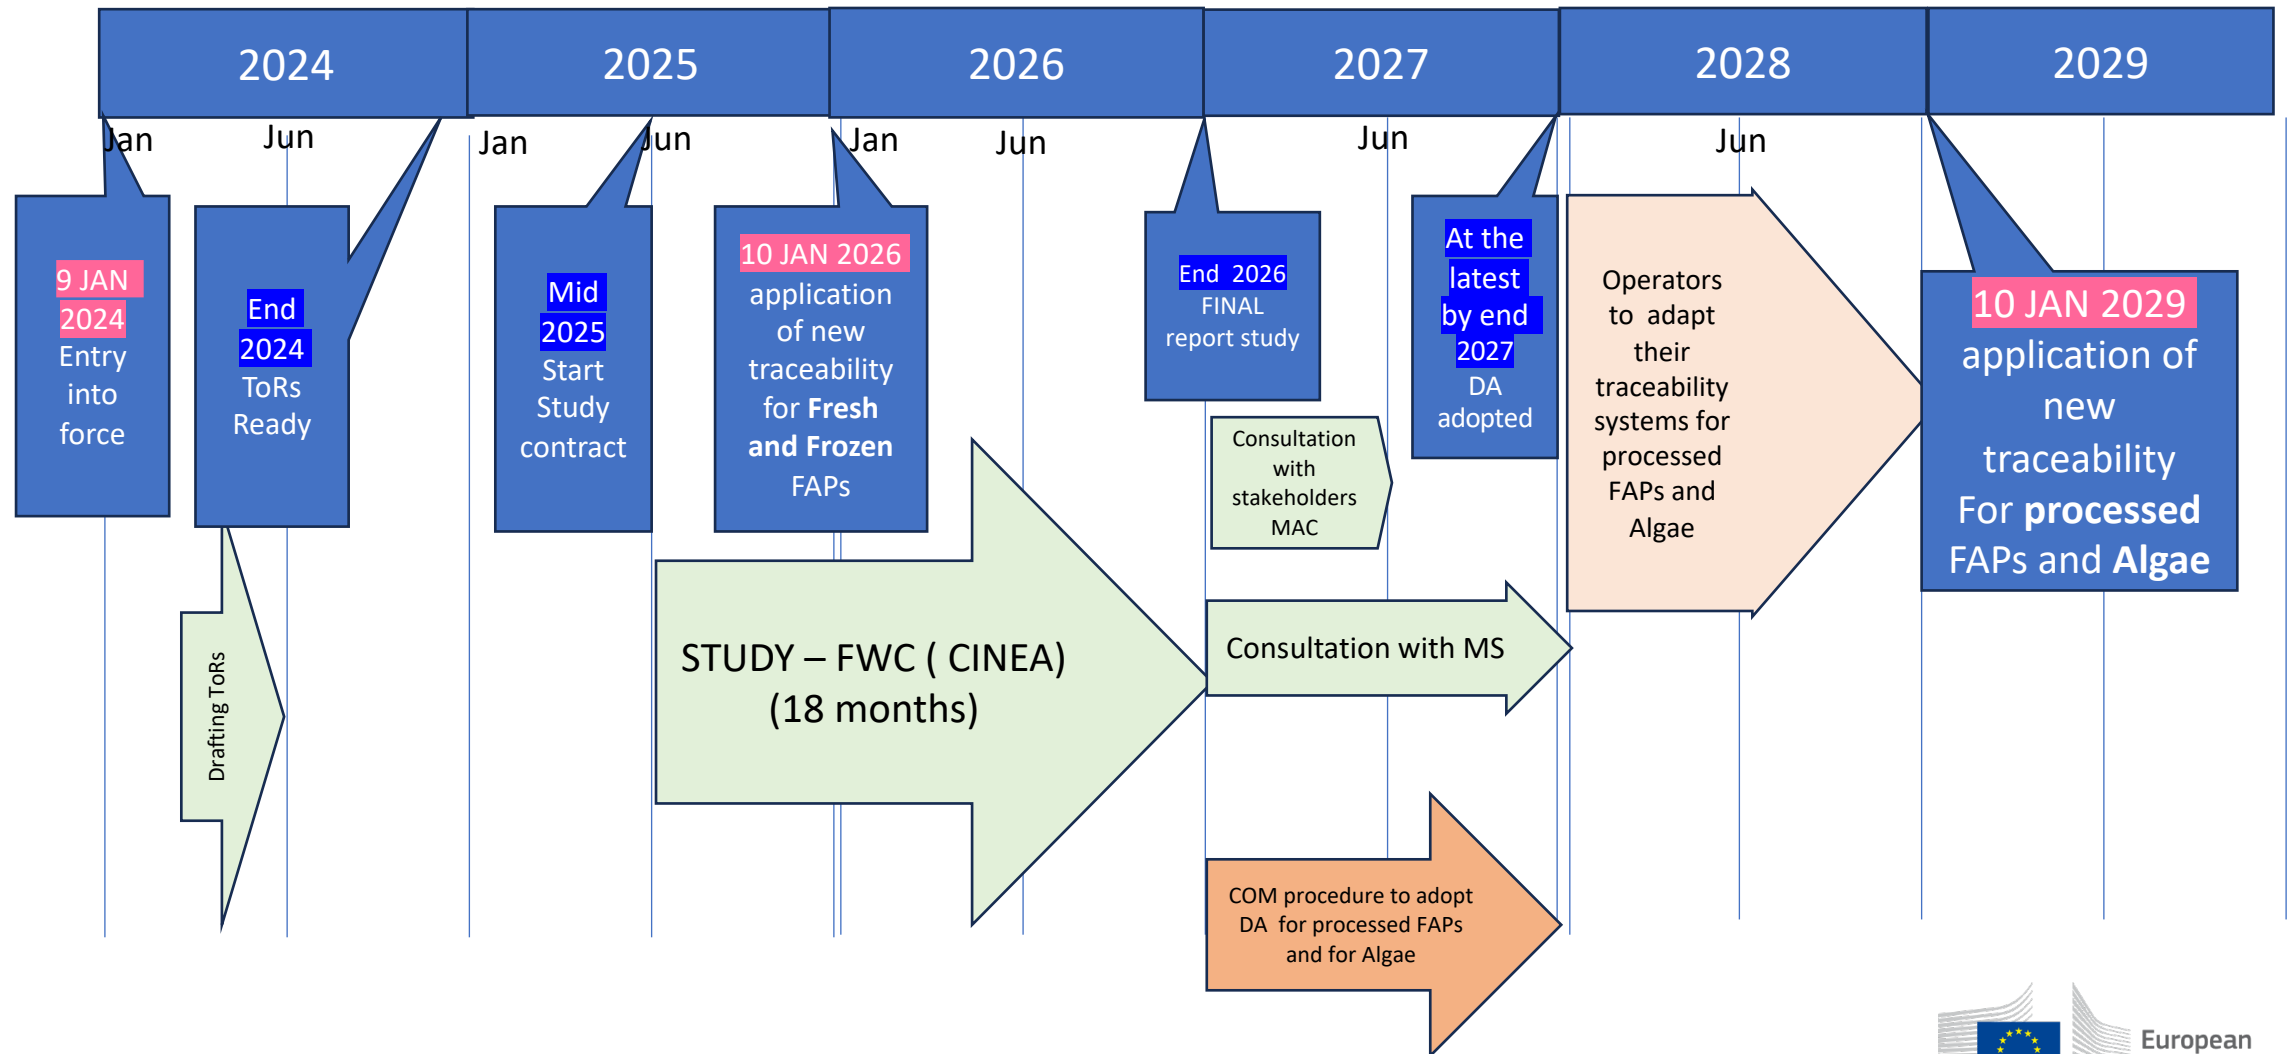 2024
2025
2026
2027
2028
2029
Jan
Jun
Jan
Jun
Jan
Jun
Jun
Jun
9 JAN
2024
Entry
into
force
End
2024
ToRs
Ready
Mid
2025
Start
Study
contract
10 JAN 2026
application
of new
traceability
for Fresh
and Frozen
FAPs
End 2026
FINAL
report study
At the
latest
by end
2027
DA
adopted
Operators
to adapt
their
traceability
systems for
processed
FAPs and
Algae
10 JAN 2029
application of
new
traceability
For processed
FAPs and Algae
Consultation
with
stakeholders
MAC
Drafting ToRs
STUDY – FWC ( CINEA)
(18 months)
Consultation with MS
COM procedure to adopt
DA for processed FAPs
and for Algae
European